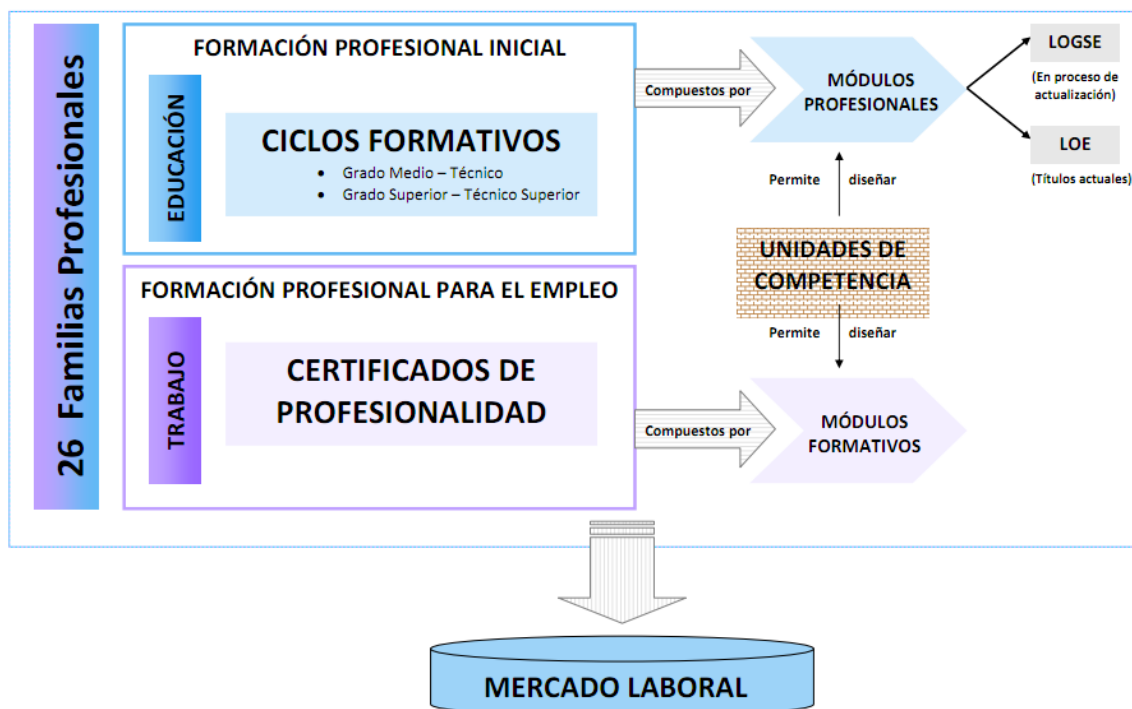 26 Familias Profesionales
FORMACIÓN PROFESIONAL INICIAL
EDUCACIÓN
CICLOS FORMATIVOS
• Grado Medio – Técnico
• Grado Superior – Técnico Superior
Compuestos por
MÓDULOS
PROFESIONALES
LOGSE
(En proceso de
actualización)
LOE
(Títulos actuales)
Permite diseñar
UNIDADES DE
COMPETENCIA
Permite diseñar
FORMACIÓN PROFESIONAL PARA EL EMPLEO
TRABAJO
CERTIFICADOS DE
PROFESIONALIDAD
Compuestos por
MÓDULOS
FORMATIVOS
MERCADO LABORAL